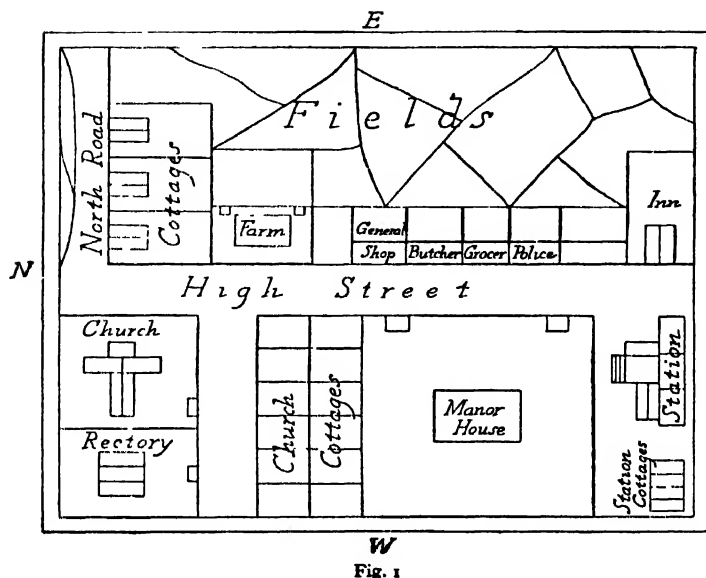 E
Fields
North Road
Cottages
Farm
General
Shop
Butcher
Grocer
Police
Inn
N
High Street
Church
Rectory
Church
Cottages
Manor
House
Station
Station
Cottages
W
Fig. 1